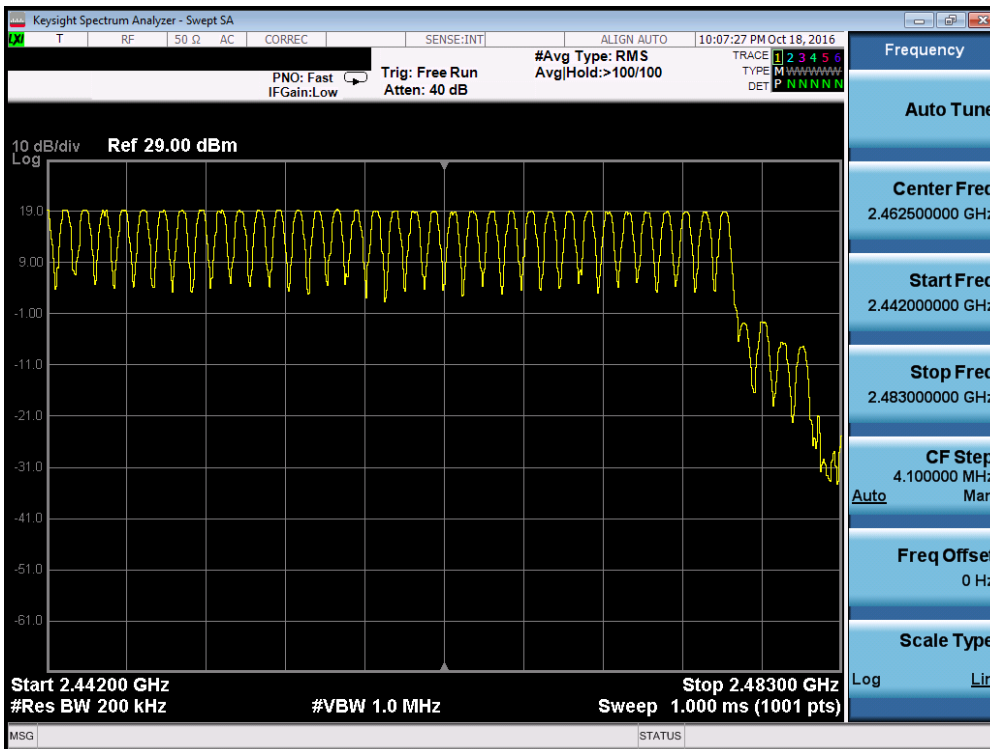 Keysight Spectrum Analyzer - Swept SA
LXI T RF 50 Ω AC CORREC SENSE:INT ALIGN AUTO 10:07:27 PM Oct 18, 2016
PNO: Fast
IFGain:Low
Trig: Free Run
Atten: 40 dB
#Avg Type: RMS
Avg|Hold:>100/100
TRACE 1 2 3 4 5 6
TYPE M W W W W W
DET P N N N N N
10 dB/div
Log
Ref 29.00 dBm
19.0
9.00
-1.00
-11.0
-21.0
-31.0
-41.0
-51.0
-61.0
Start 2.44200 GHz
Stop 2.48300 GHz
#Res BW 200 kHz
#VBW 1.0 MHz
Sweep 1.000 ms (1001 pts)
MSG
STATUS
Frequency
Auto Tune
Center Freq
2.462500000 GHz
Start Freq
2.442000000 GHz
Stop Freq
2.483000000 GHz
CF Step
4.100000 MHz
Auto Man
Freq Offset
0 Hz
Scale Type
Log Lin